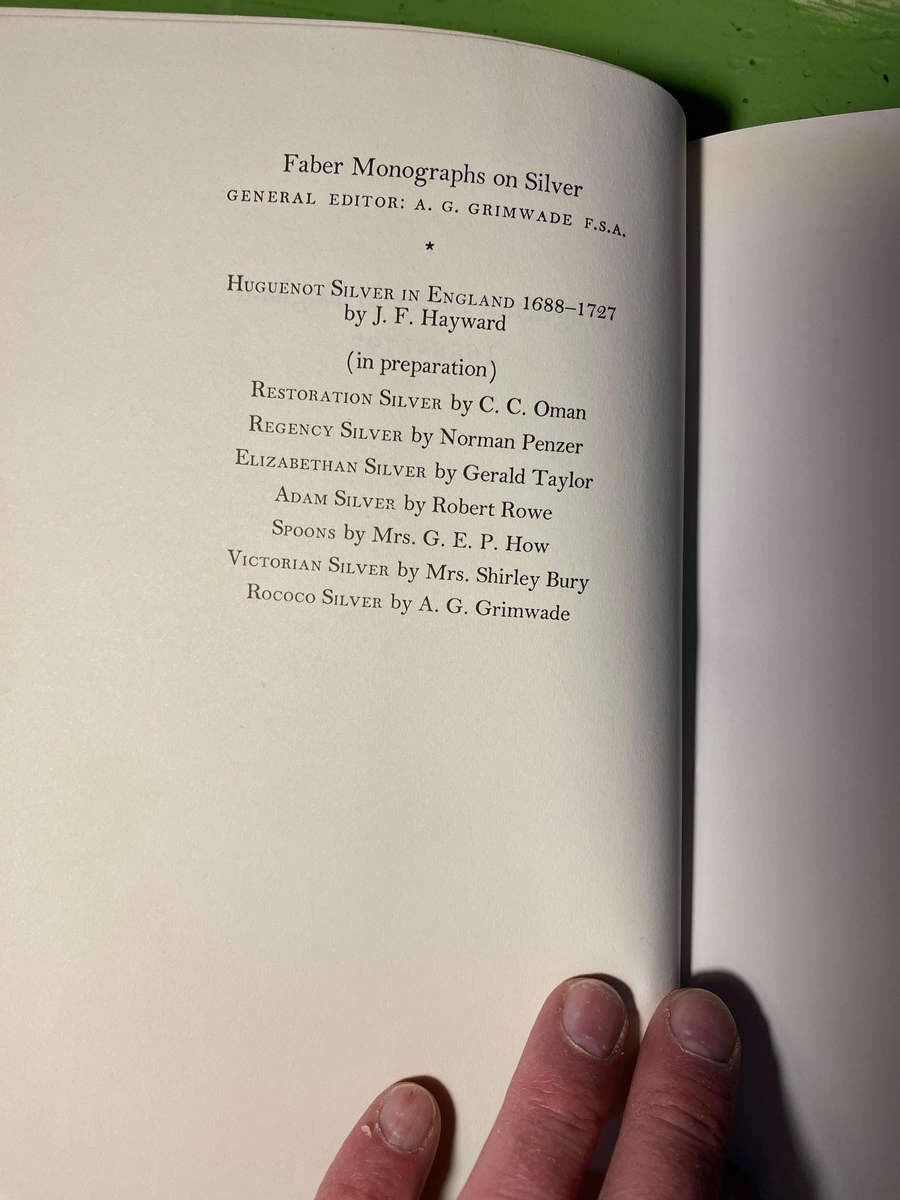 Faber Monographs on Silver
GENERAL EDITOR: A. G. GRIMWADE F.S.A.
*
HUGUENOT SILVER IN ENGLAND 1688–1727
by J. F. Hayward
(in preparation)
RESTORATION SILVER by C. C. Oman
REGENCY SILVER by Norman Penzer
ELIZABETHAN SILVER by Gerald Taylor
ADAM SILVER by Robert Rowe
SPOONS by Mrs. G. E. P. How
VICTORIAN SILVER by Mrs. Shirley Bury
ROCOCO SILVER by A. G. Grimwade